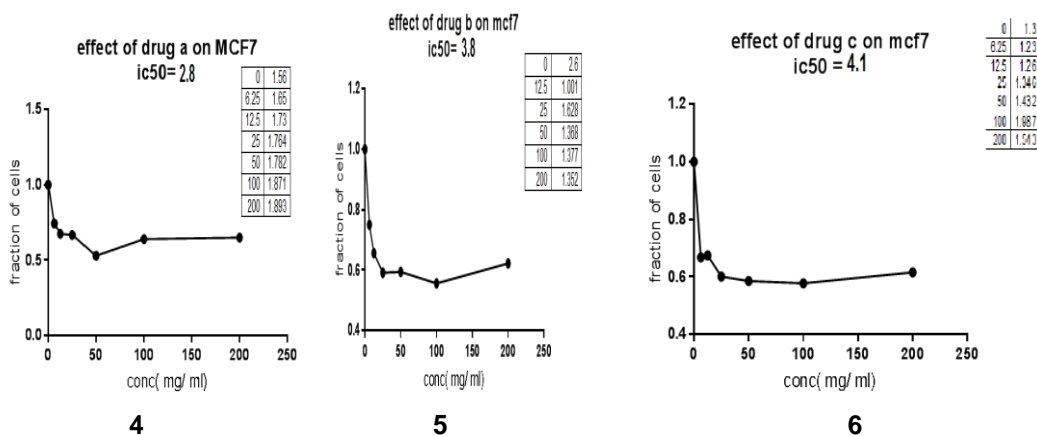 effect of drug a on MCF7
ic50= 2.8
0 1.56
6.25 1.65
12.5 1.73
25 1.764
50 1.782
100 1.871
200 1.893
1.5
1.0
0.5
0.0
fraction of cells
0 50 100 150 200 250
conc( mg/ ml)
4
effect of drug b on mcf7
ic50= 3.8
0 2.6
12.5 1.001
25 1.628
50 1.368
100 1.377
200 1.352
1.2
1.0
0.8
0.6
0.4
fraction of cells
0 50 100 150 200 250
conc( mg/ ml)
5
effect of drug c on mcf7
ic50 = 4.1
0 1.3
6.25 1.23
12.5 1.26
25 1.346
50 1.432
100 1.987
200 1.543
1.2
1.0
0.8
0.6
0.4
fraction of cells
0 50 100 150 200 250
conc( mg/ ml)
6